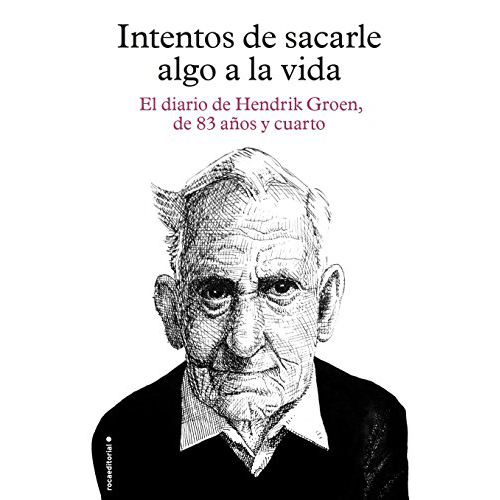 Intentos de sacarle
algo a la vida
El diario de Hendrik Groen,
de 83 años y cuarto
rocaeditorial